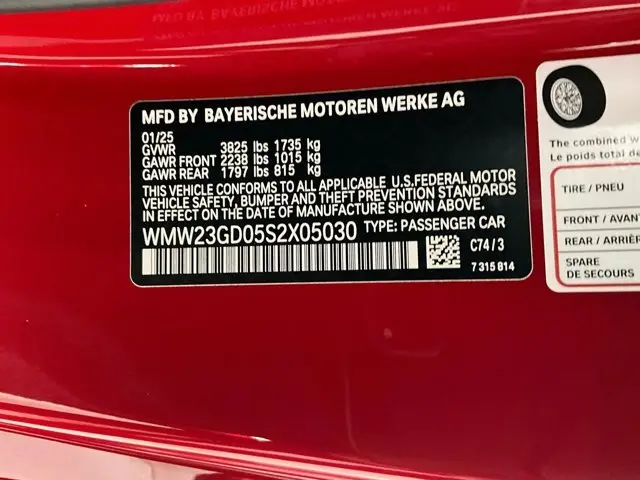 MFD BY BAYERISCHE MOTOREN WERKE AG
01/25
GVWR 3825 lbs 1735 kg
GAWR FRONT 2238 lbs 1015 kg
GAWR REAR 1797 lbs 815 kg
THIS VEHICLE CONFORMS TO ALL APPLICABLE U.S.FEDERAL MOTOR
VEHICLE SAFETY, BUMPER AND THEFT PREVENTION STANDARDS
IN EFFECT ON THE DATE OF MANUFACTURE SHOWN ABOVE.
WMW23GD05S2X05030 TYPE: PASSENGER CAR
C74/3
7 315 814
The combined w
Le poids total de
TIRE / PNEU
FRONT / AVAN
REAR / ARRIÈR
SPARE
DE SECOURS